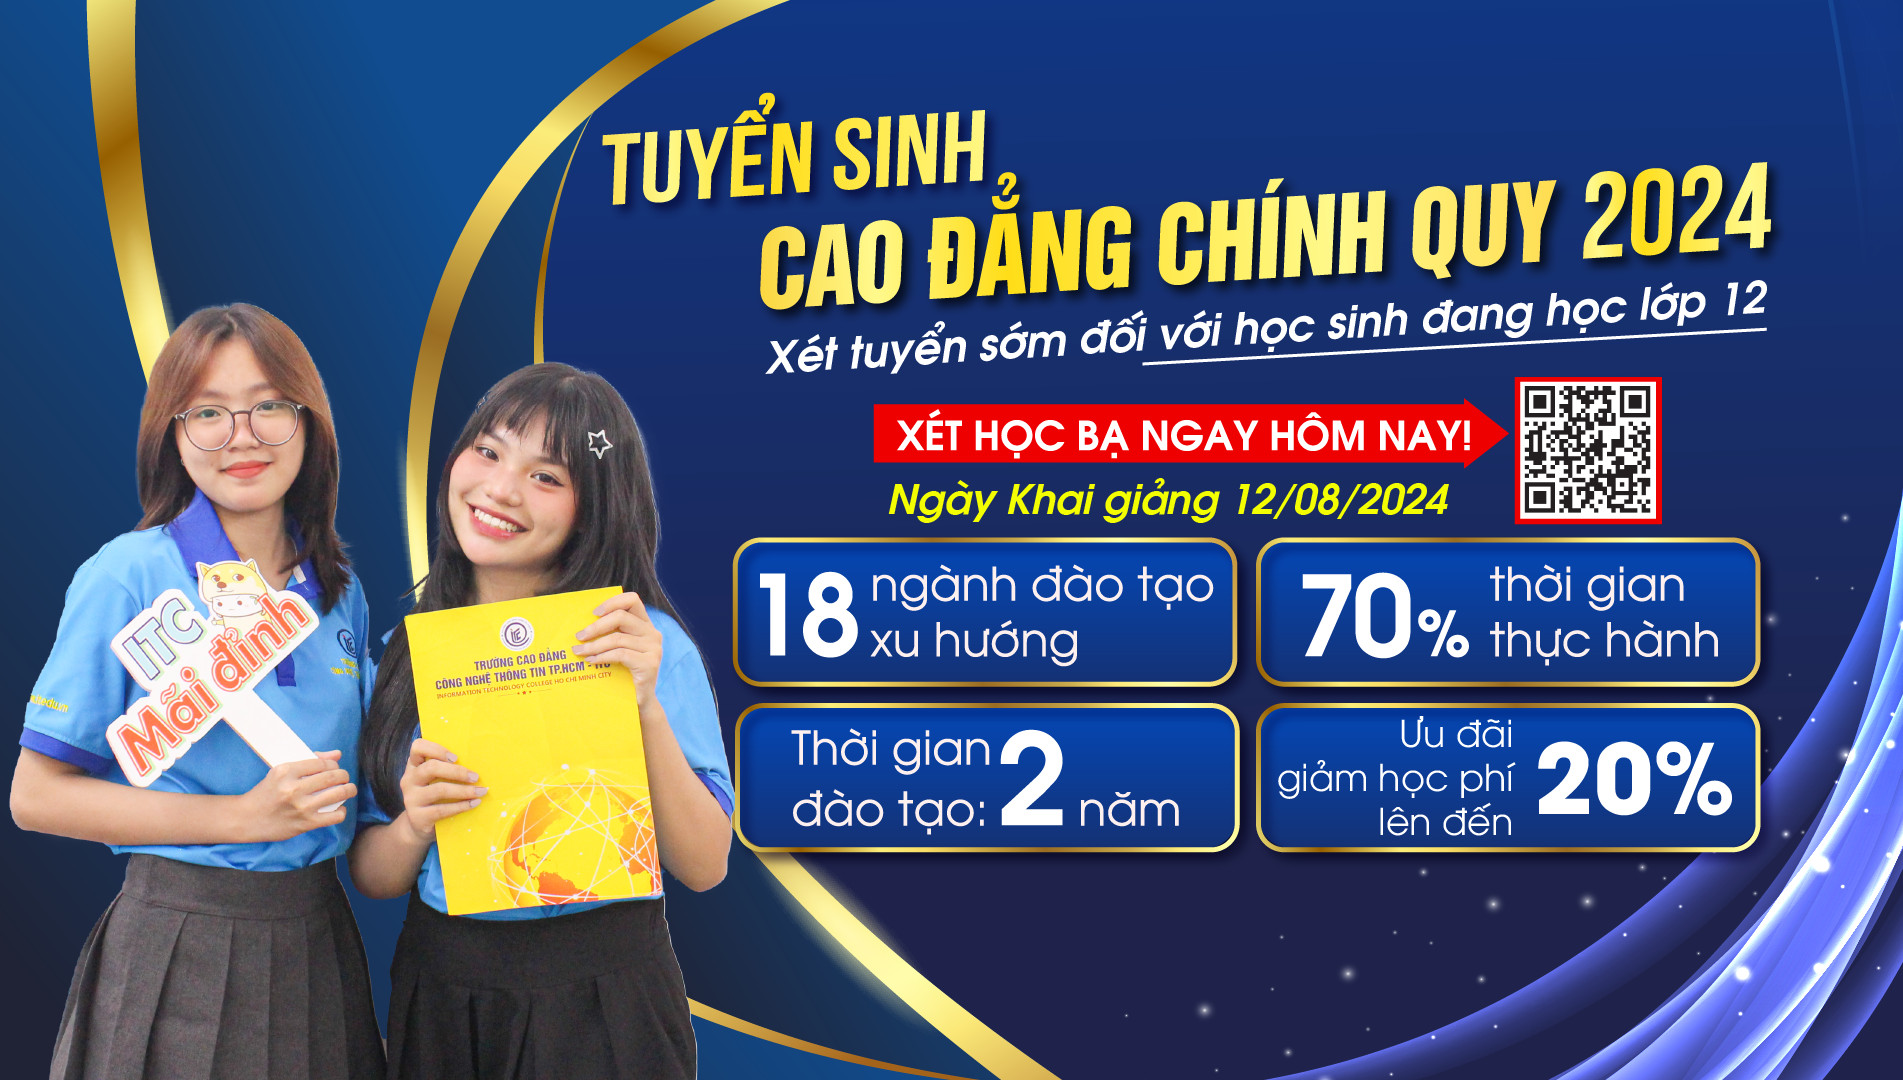 TUYỂN SINH
CAO ĐẲNG CHÍNH QUY 2024
Xét tuyển sớm đối với học sinh đang học lớp 12
XÉT HỌC BẠ NGAY HÔM NAY!
Ngày Khai giảng 12/08/2024
18 ngành đào tạo
xu hướng
70% thời gian
thực hành
Thời gian
đào tạo: 2 năm
Ưu đãi
giảm học phí
lên đến 20%
ITC
Mãi đỉnh
TRƯỜNG CAO ĐẲNG
CÔNG NGHỆ THÔNG TIN TP.HCM - ITC
INFORMATION TECHNOLOGY COLLEGE HO CHI MINH CITY